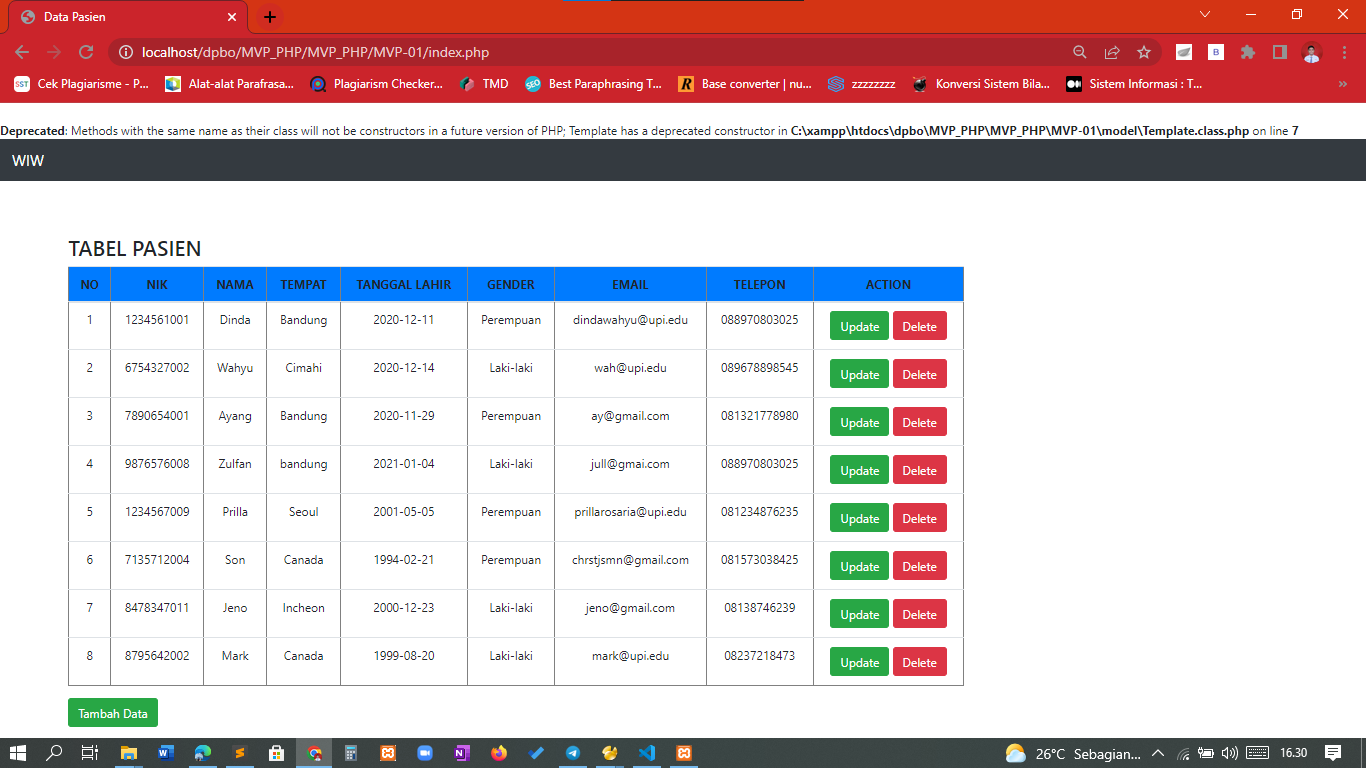 Data Pasien
localhost/dpbo/MVP_PHP/MVP_PHP/MVP-01/index.php
SST Cek Plagiarisme - P... Alat-alat Parafrasa... Plagiarism Checker... TMD SEO Best Paraphrasing T... R Base converter | nu... zzzzzzzz Konversi Sistem Bila... Sistem Informasi : T... »
Deprecated: Methods with the same name as their class will not be constructors in a future version of PHP; Template has a deprecated constructor in C:\xampp\htdocs\dpbo\MVP_PHP\MVP_PHP\MVP-01\model\Template.class.php on line 7
WIW
TABEL PASIEN
NO NIK NAMA TEMPAT TANGGAL LAHIR GENDER EMAIL TELEPON ACTION
1 1234561001 Dinda Bandung 2020-12-11 Perempuan dindawahyu@upi.edu 088970803025 Update Delete
2 6754327002 Wahyu Cimahi 2020-12-14 Laki-laki wah@upi.edu 089678898545 Update Delete
3 7890654001 Ayang Bandung 2020-11-29 Perempuan ay@gmail.com 081321778980 Update Delete
4 9876576008 Zulfan bandung 2021-01-04 Laki-laki jull@gmai.com 088970803025 Update Delete
5 1234567009 Prilla Seoul 2001-05-05 Perempuan prillarosaria@upi.edu 081234876235 Update Delete
6 7135712004 Son Canada 1994-02-21 Perempuan chrstjsmn@gmail.com 081573038425 Update Delete
7 8478347011 Jeno Incheon 2000-12-23 Laki-laki jeno@gmail.com 08138746239 Update Delete
8 8795642002 Mark Canada 1999-08-20 Laki-laki mark@upi.edu 08237218473 Update Delete
Tambah Data
26°C Sebagian... 16.30